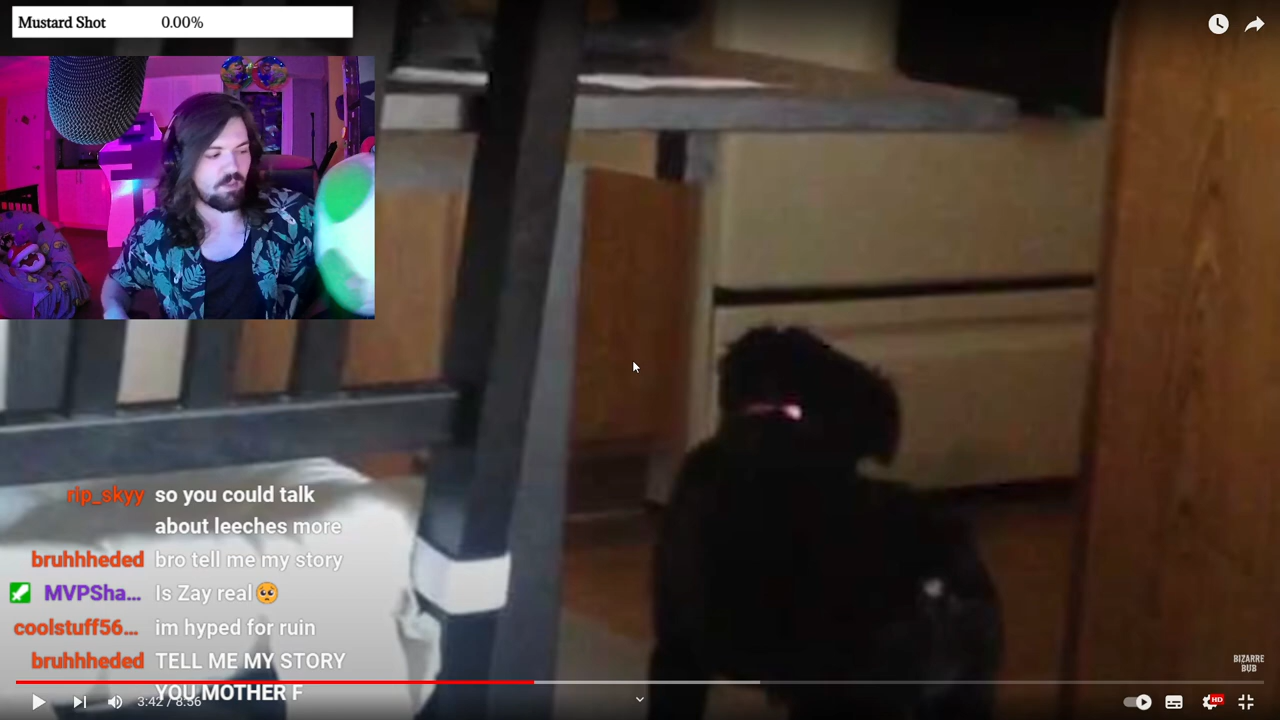 Mustard Shot 0.00%
rip_skyy so you could talk
about leeches more
bruhhheded bro tell me my story
MVPSha... Is Zay real🥺
coolstuff56... im hyped for ruin
bruhhheded TELL ME MY STORY
YOU MOTHER F
BIZARRE
BUB
3:42 / 8:56
HD